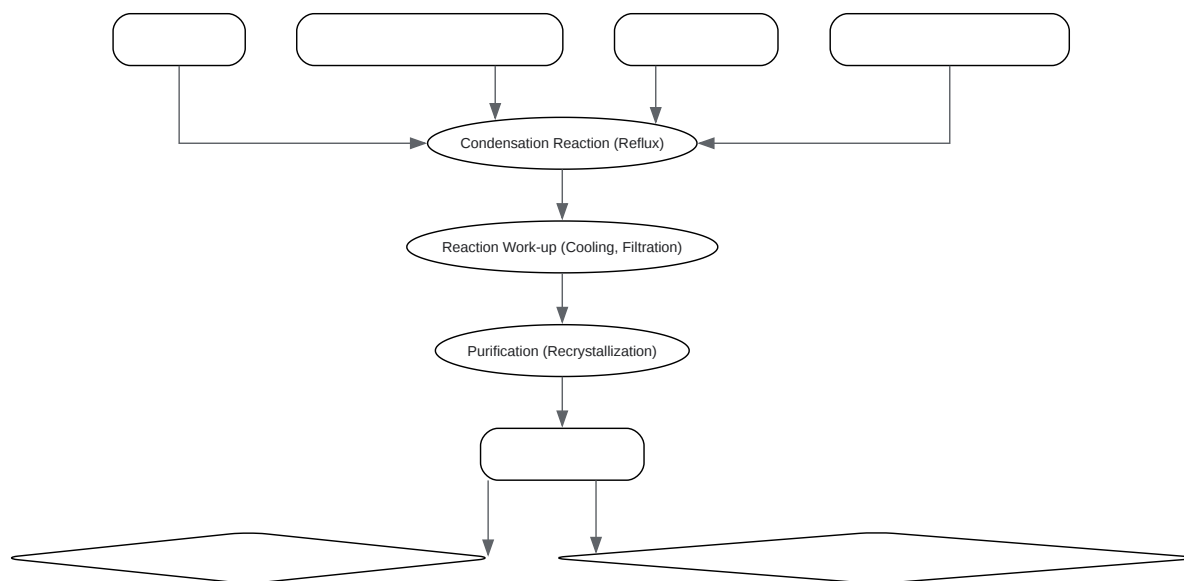 Condensation Reaction (Reflux)
Reaction Work-up (Cooling, Filtration)
Purification (Recrystallization)